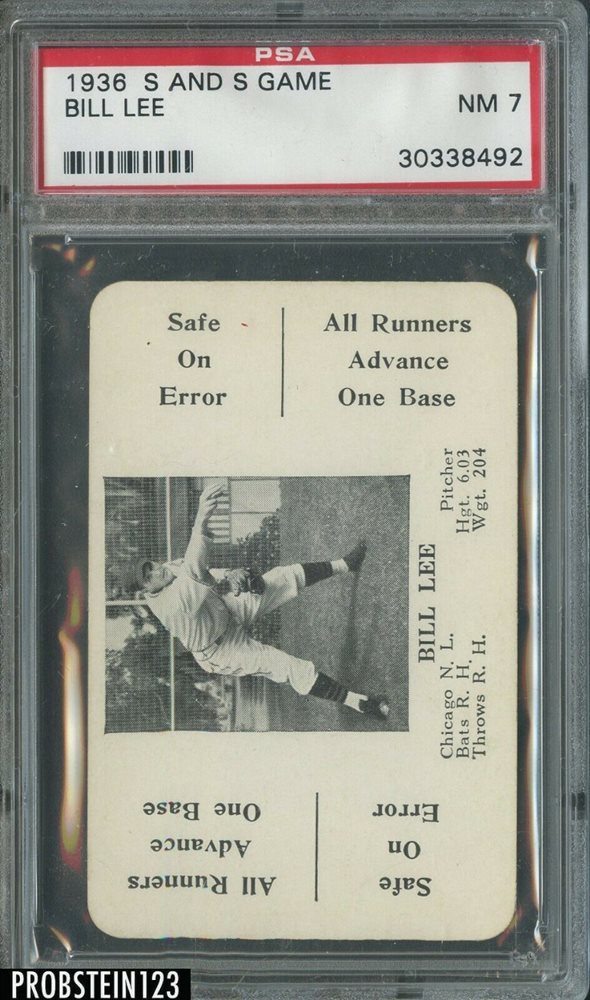 PSA
1936 S AND S GAME
BILL LEE
NM 7
30338492
Safe
On
Error
All Runners
Advance
One Base
BILL LEE
Chicago N. L. Pitcher
Bats R. H. Hgt. 6.03
Throws R. H. Wgt. 204
Safe
On
Error
All Runners
Advance
One Base
PROBSTEIN123